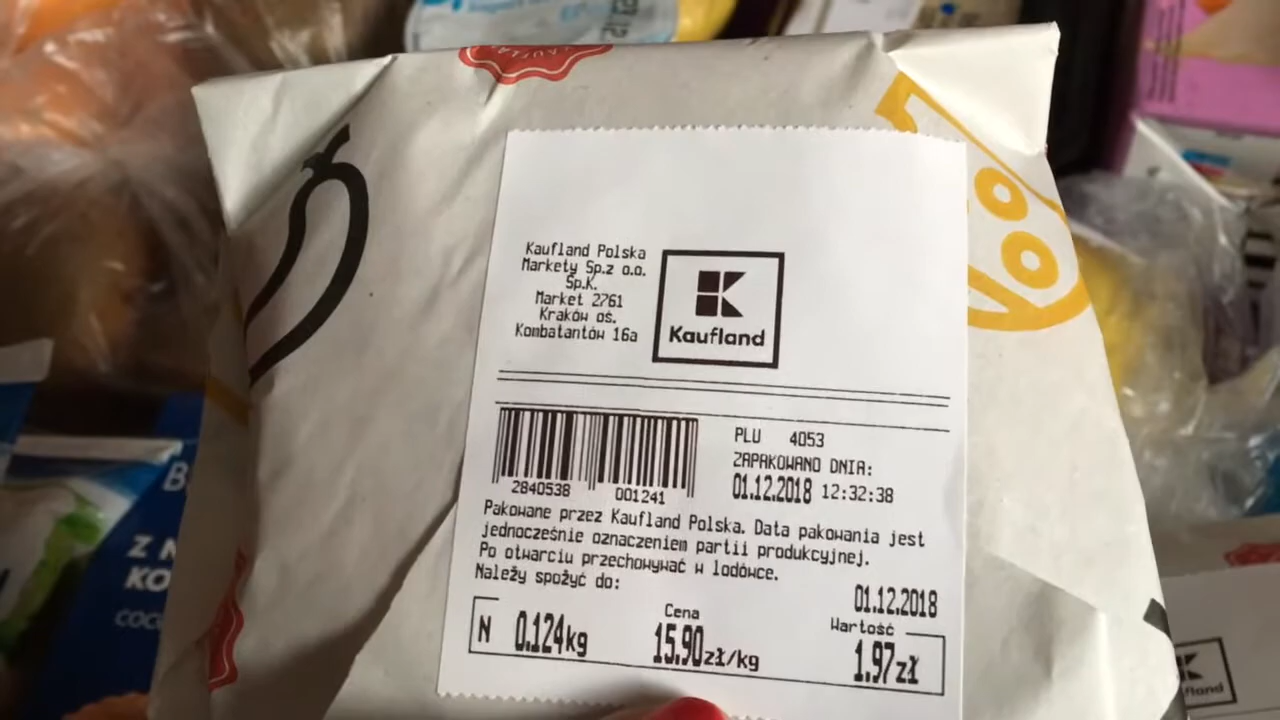 Kaufland Polska
Markety Sp.z o.o.
Sp.K.
Market 2761
Kraków oś.
Kombatantów 16a
Kaufland
PLU 4053
ZAPAKOWANO DNIA:
01.12.2018 12:32:38
2840538 001241
Pakowane przez Kaufland Polska. Data pakowania jest
jednocześnie oznaczeniem partii produkcyjnej.
Po otwarciu przechowywać w lodówce.
Należy spożyć do:
01.12.2018
Cena
Wartość
N 0.124kg 15.90zł/kg 1.97zł
Z N
KO